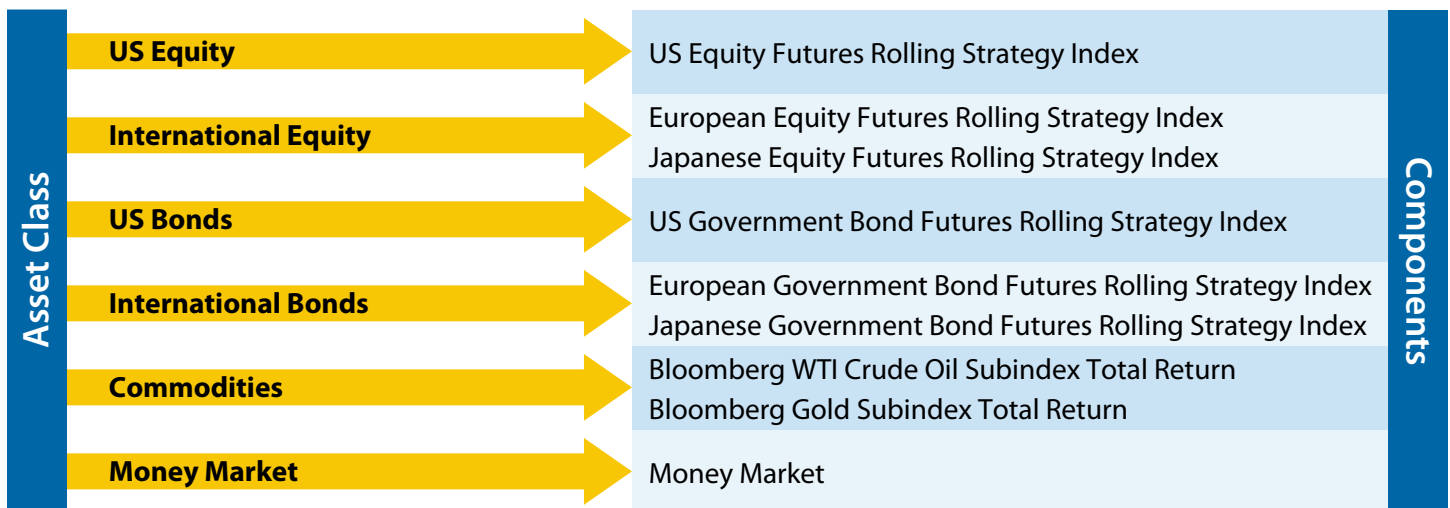 Asset Class
US Equity
US Equity Futures Rolling Strategy Index
International Equity
European Equity Futures Rolling Strategy Index
Japanese Equity Futures Rolling Strategy Index
US Bonds
US Government Bond Futures Rolling Strategy Index
International Bonds
European Government Bond Futures Rolling Strategy Index
Japanese Government Bond Futures Rolling Strategy Index
Commodities
Bloomberg WTI Crude Oil Subindex Total Return
Bloomberg Gold Subindex Total Return
Money Market
Money Market
Components